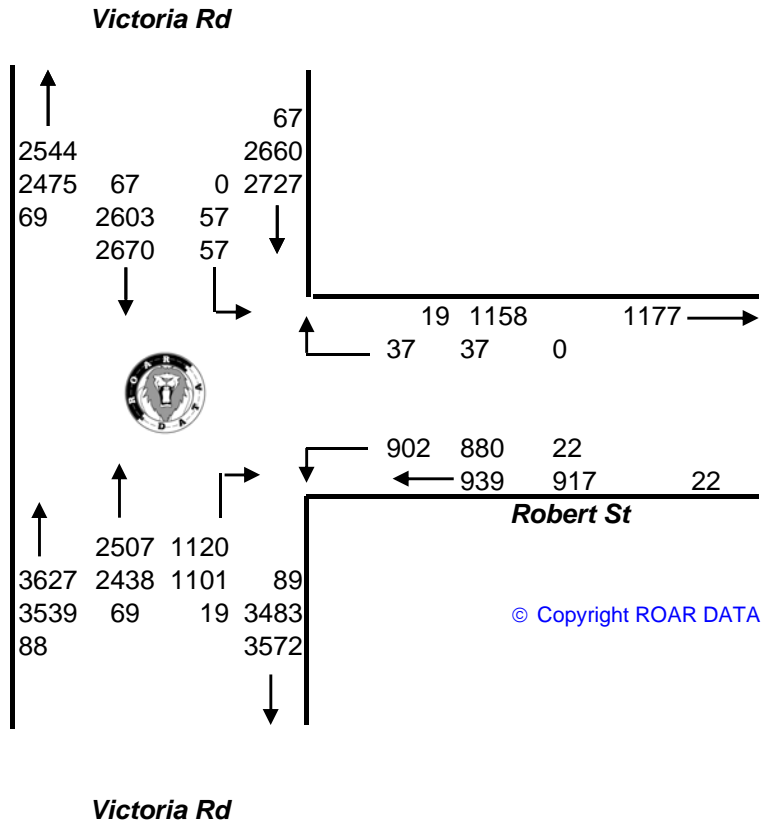 Victoria Rd
67
2544 2660
2475 67 0 2727
69 2603 57
2670 57
19 1158 1177
37 37 0
ROAR DATA
902 880 22
939 917 22
Robert St
2507 1120
3627 2438 1101 89
3539 69 19 3483
© Copyright ROAR DATA
88 3572
Victoria Rd